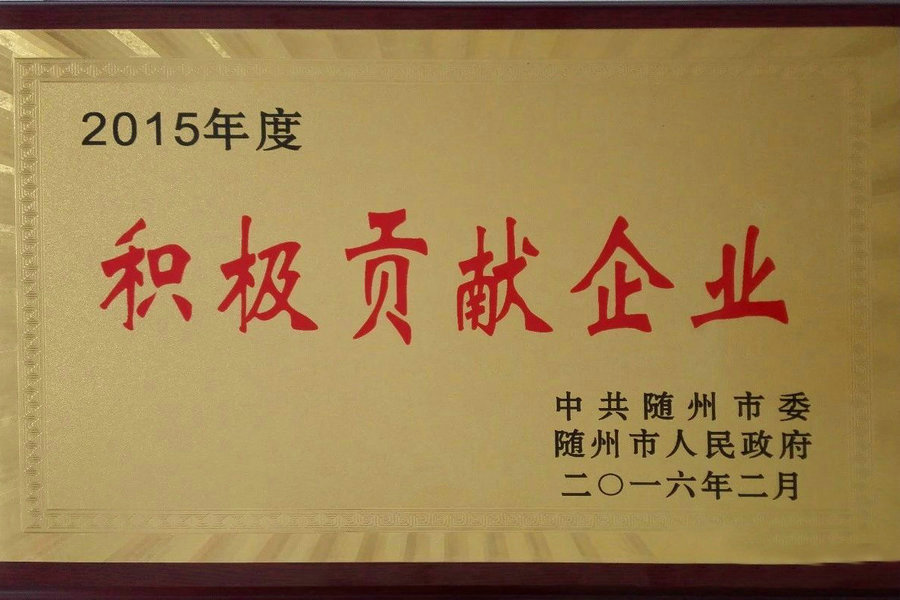 2015年度
积极贡献企业
中共随州市委
随州市人民政府
二〇一六年二月